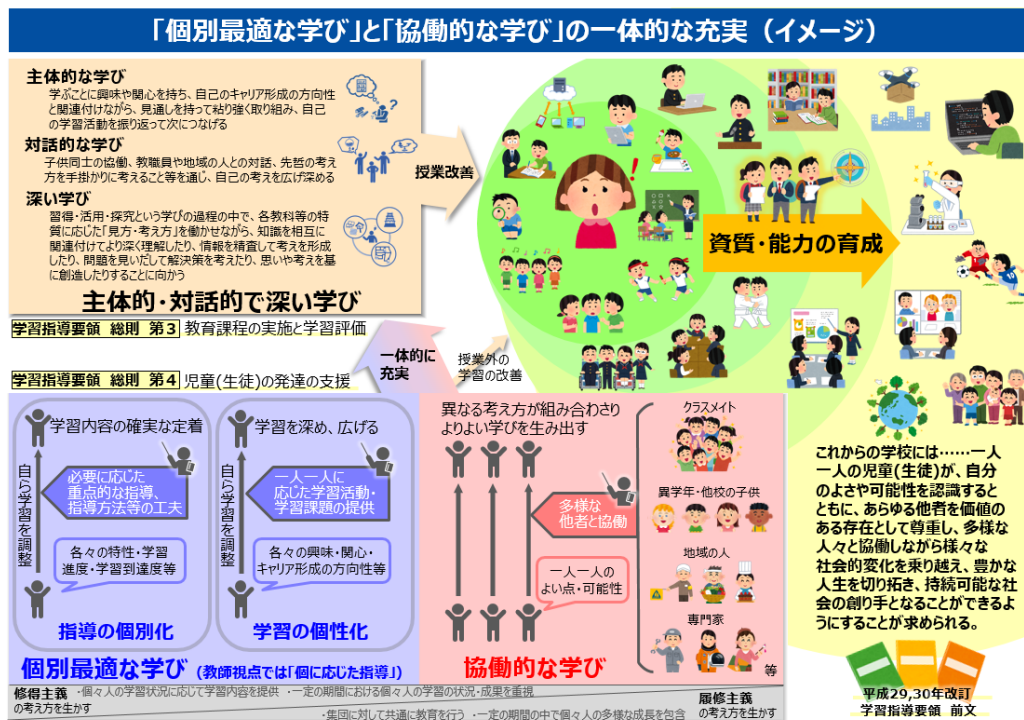 「個別最適な学び」と「協働的な学び」の一体的な充実（イメージ）
主体的な学び
学ぶことに興味や関心を持ち、自己のキャリア形成の方向性
と関連付けながら、見通しを持って粘り強く取り組み、自己
の学習活動を振り返って次につなげる
対話的な学び
子供同士の協働、教職員や地域の人との対話、先哲の考え
方を手掛かりに考えること等を通じ、自己の考えを広げ深める
深い学び
習得・活用・探究という学びの過程の中で、各教科等の特
質に応じた「見方・考え方」を働かせながら、知識を相互に
関連付けてより深く理解したり、情報を精査して考えを形成
したり、問題を見いだして解決策を考えたり、思いや考えを基
に創造したりすることに向かう
主体的・対話的で深い学び
授業改善
資質・能力の育成
学習指導要領 総則 第３ 教育課程の実施と学習評価
一体的に
充実
授業外の
学習の改善
学習指導要領 総則 第４ 児童(生徒)の発達の支援
学習内容の確実な定着
自ら学習を調整
必要に応じた
重点的な指導、
指導方法等の工夫
各々の特性・学習
進度・学習到達度等
指導の個別化
学習を深め、広げる
自ら学習を調整
一人一人に
応じた学習活動・
学習課題の提供
各々の興味・関心・
キャリア形成の方向性等
学習の個性化
個別最適な学び（教師視点では「個に応じた指導」）
異なる考え方が組み合わさり
よりよい学びを生み出す
多様な
他者と協働
一人一人の
よい点・可能性
協働的な学び
クラスメイト
異学年・他校の子供
地域の人
専門家
等
修得主義
の考え方を生かす
・個々人の学習状況に応じて学習内容を提供 ・一定の期間における個々人の学習の状況・成果を重視
・集団に対して共通に教育を行う ・一定の期間の中で個々人の多様な成長を包含
履修主義
の考え方を生かす
これからの学校には……一人
一人の児童(生徒)が、自分
のよさや可能性を認識すると
ともに、あらゆる他者を価値の
ある存在として尊重し、多様な
人々と協働しながら様々な
社会的変化を乗り越え、豊かな
人生を切り拓き、持続可能な社
会の創り手となることができるよ
うにすることが求められる。
平成29,30年改訂
学習指導要領 前文